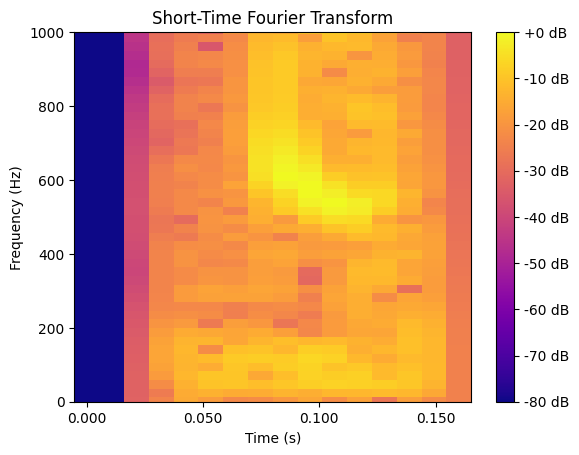 Short-Time Fourier Transform
1000
800
600
400
200
0
Frequency (Hz)
0.000
0.050
0.100
0.150
Time (s)
+0 dB
-10 dB
-20 dB
-30 dB
-40 dB
-50 dB
-60 dB
-70 dB
-80 dB